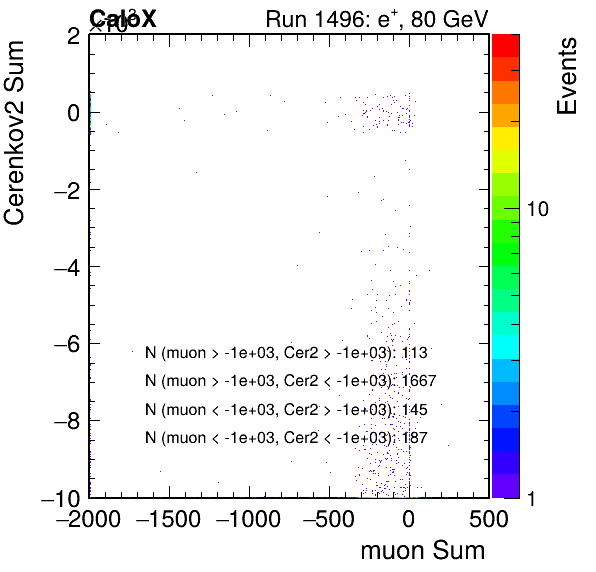 CaloX Run 1496: e+, 80 GeV
×10³
Cerenkov2 Sum
Events
2
0
−2
−4
−6
−8
−10
N (muon > -1e+03, Cer2 > -1e+03): 113
N (muon > -1e+03, Cer2 < -1e+03): 1667
N (muon < -1e+03, Cer2 > -1e+03): 145
N (muon < -1e+03, Cer2 < -1e+03): 187
10
1
−2000 −1500 −1000 −500 0 500
muon Sum